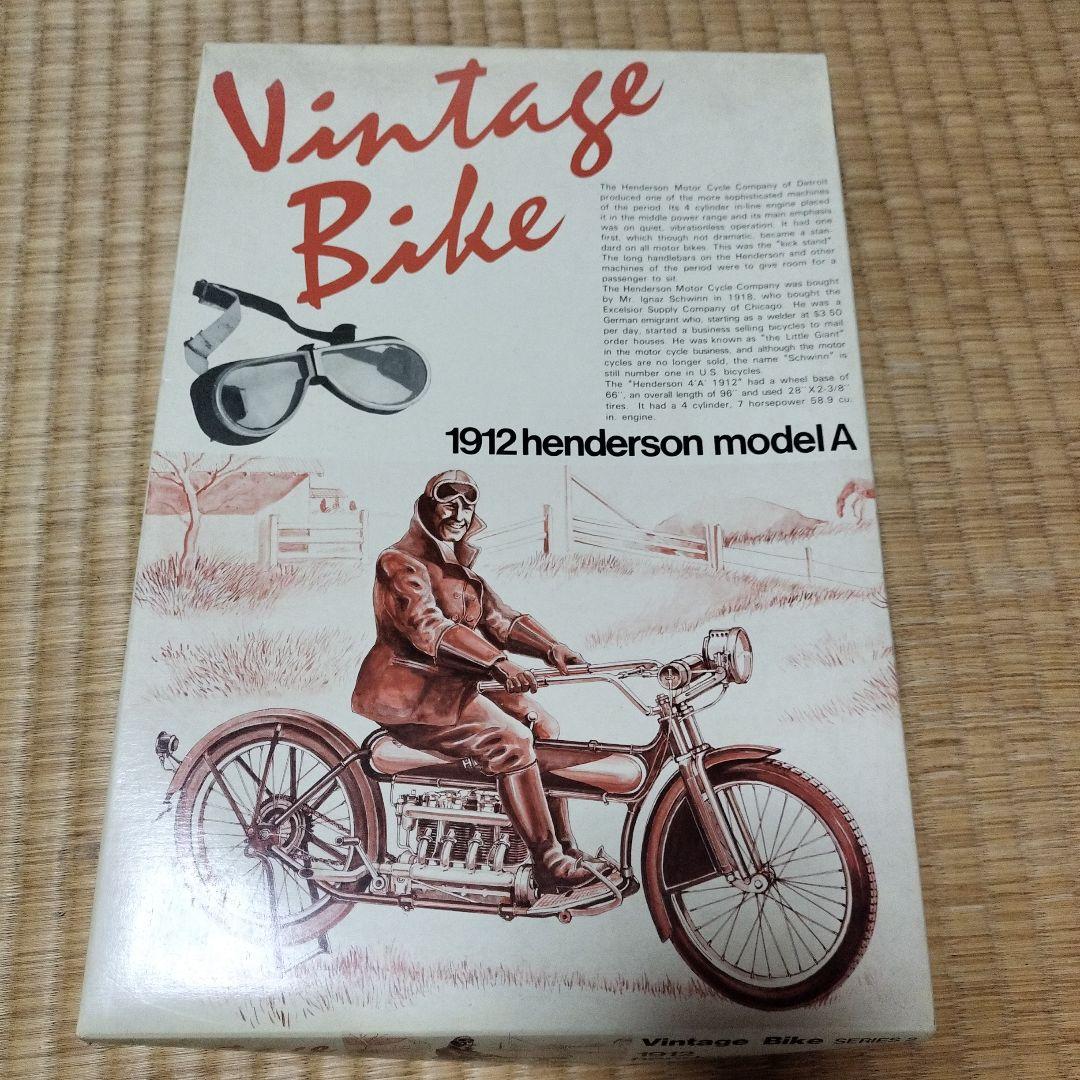 Vintage
Bike
The Henderson Motor Cycle Company of Detroit
produced one of the more sophisticated machines
of the period. Its 4 cylinder in-line engine placed
it in the middle power range and its main emphasis
was on quiet, vibrationless operation. It had one
first, which though not dramatic, became a stan-
dard on all motor bikes. This was the "kick stand"
The long handlebars on the Henderson and other
machines of the period were to give room for a
passenger to sit.
The Henderson Motor Cycle Company was bought
by Mr. Ignaz Schwinn in 1918, who bought the
Excelsior Supply Company of Chicago. He was a
German emigrant who, starting as a welder at $3.50
per day, started a business selling bicycles to mail
order houses. He was known as "the Little Giant"
in the motor cycle business, and although the motor
cycles are no longer sold, the name "Schwinn" is
still number one in U.S. bicycles.
The "Henderson 4'A' 1912" had a wheel base of
66", an overall length of 96" and used 28" X 2-3/8"
tires. It had a 4 cylinder, 7 horsepower 58.9 cu.
in. engine.
1912 henderson model A
Vintage Bike SERIES 2
1912